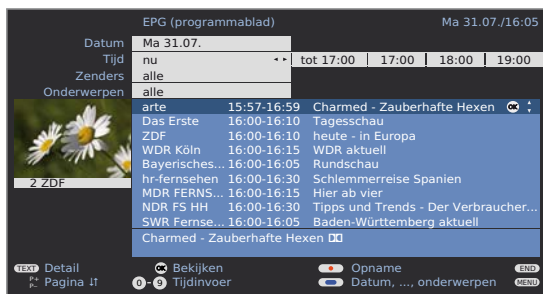 EPG (programmablad) Ma 31.07./16:05
Datum Ma 31.07.
Tijd nu tot 17:00 17:00 18:00 19:00
Zenders alle
Onderwerpen alle
arte 15:57-16:59 Charmed - Zauberhafte Hexen OK
Das Erste 16:00-16:10 Tagesschau
ZDF 16:00-16:10 heute - in Europa
WDR Köln 16:00-16:15 WDR aktuell
Bayerisches... 16:00-16:05 Rundschau
hr-fernsehen 16:00-16:30 Schlemmerreise Spanien
MDR FERNS... 16:00-16:15 Hier ab vier
NDR FS HH 16:00-16:30 Tipps und Trends - Der Verbraucher...
SWR Fernse... 16:00-16:05 Baden-Württemberg aktuell
2 ZDF
Charmed - Zauberhafte Hexen
TEXT Detail OK Bekijken Opname END
P+ P- Pagina 0-9 Tijdinvoer Datum, ..., onderwerpen MENU